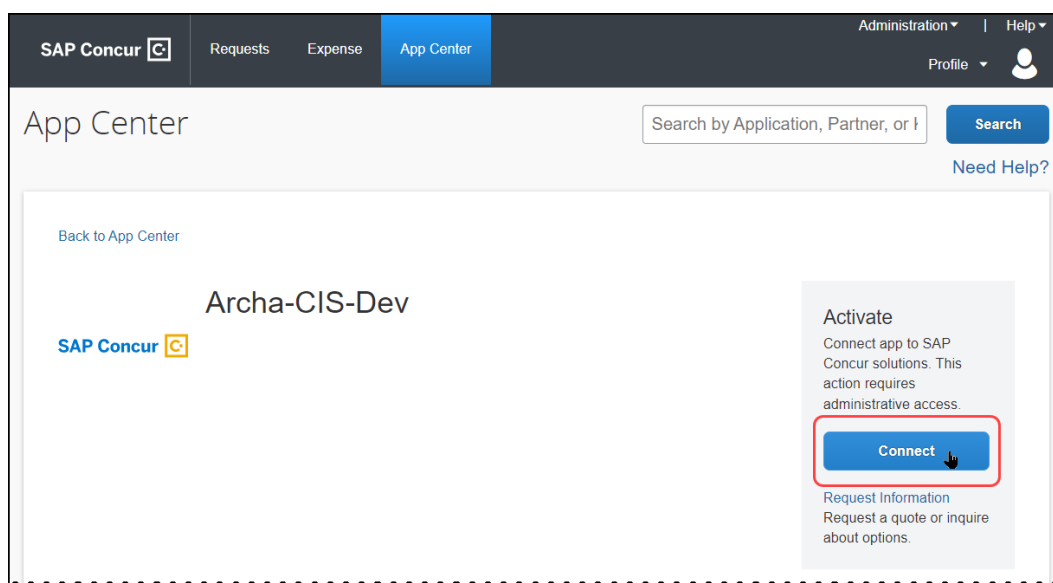 Administration | Help
SAP Concur C Requests Expense App Center
Profile
App Center
Search by Application, Partner, or
Search
Need Help?
Back to App Center
Archa-CIS-Dev
SAP Concur C
Activate
Connect app to SAP
Concur solutions. This
action requires
administrative access.
Connect
Request Information
Request a quote or inquire
about options.